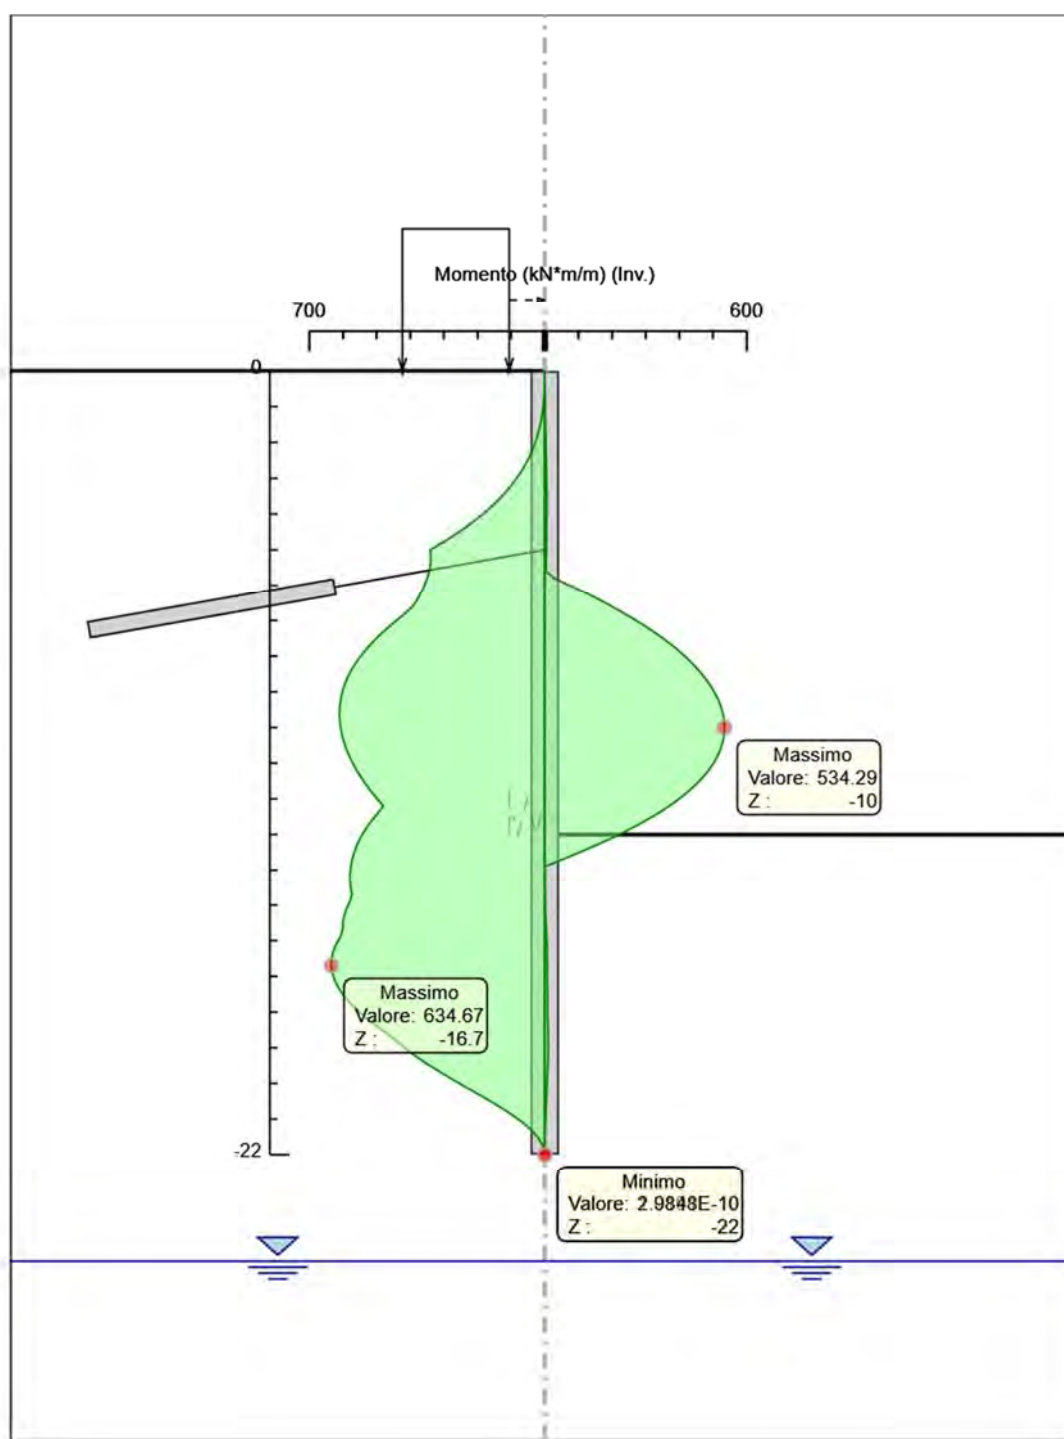 Momento (kN*m/m) (Inv.)
700
600
0
Massimo
Valore: 534.29
Z : -10
Massimo
Valore: 634.67
Z : -16.7
-22
Minimo
Valore:
Z : -22